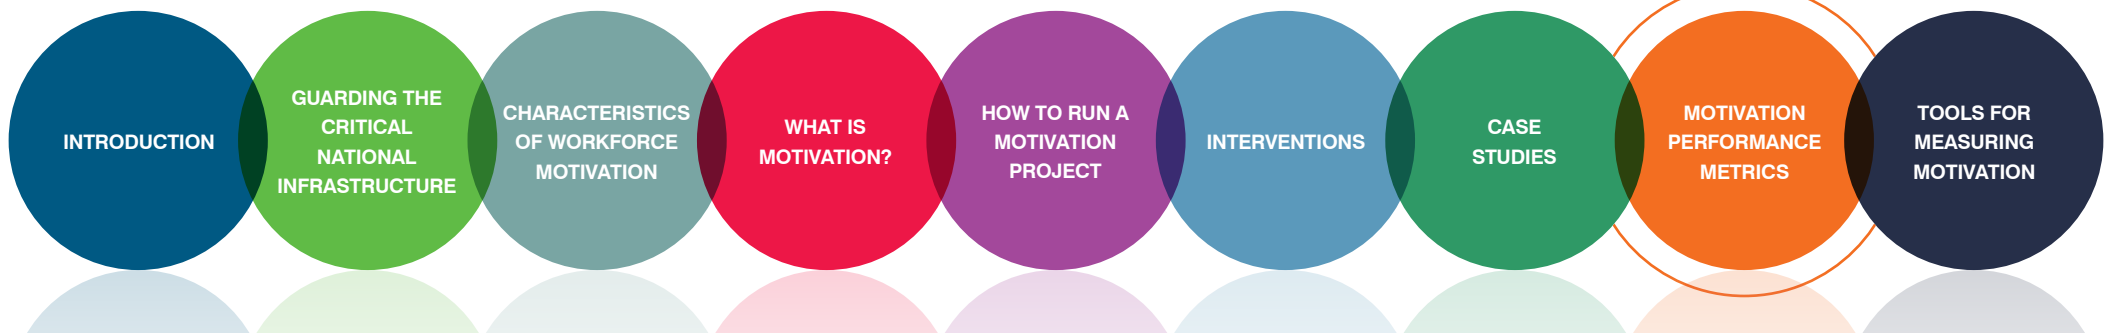 INTRODUCTION
GUARDING THE
CRITICAL
NATIONAL
INFRASTRUCTURE
CHARACTERISTICS
OF WORKFORCE
MOTIVATION
WHAT IS
MOTIVATION?
HOW TO RUN A
MOTIVATION
PROJECT
INTERVENTIONS
CASE
STUDIES
MOTIVATION
PERFORMANCE
METRICS
TOOLS FOR
MEASURING
MOTIVATION